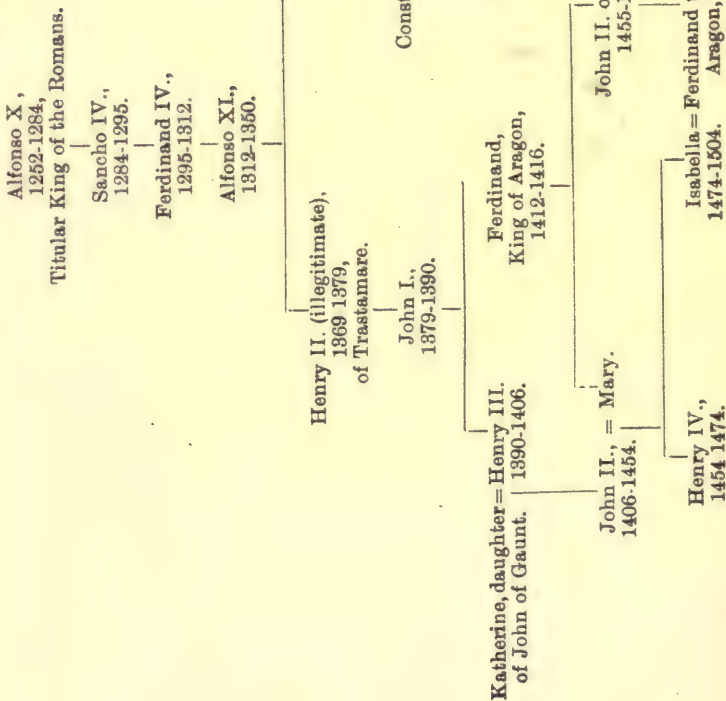 Alfonso X ,
1252-1284,
Titular King of the Romans.
Sancho IV.,
1284-1295.
Ferdinand IV.,
1295-1312.
Alfonso XI.,
1312-1350.
Henry II. (illegitimate),
1369 1379,
of Trastamare.
Const
John I.,
1379-1390.
Katherine, daughter = Henry III.
of John of Gaunt. 1390-1406.
Ferdinand,
King of Aragon,
1412-1416.
John II., = Mary.
1406-1454.
John II. o
1455-1
Henry IV.,
1454 1474.
Isabella = Ferdinand
1474-1504. Aragon,